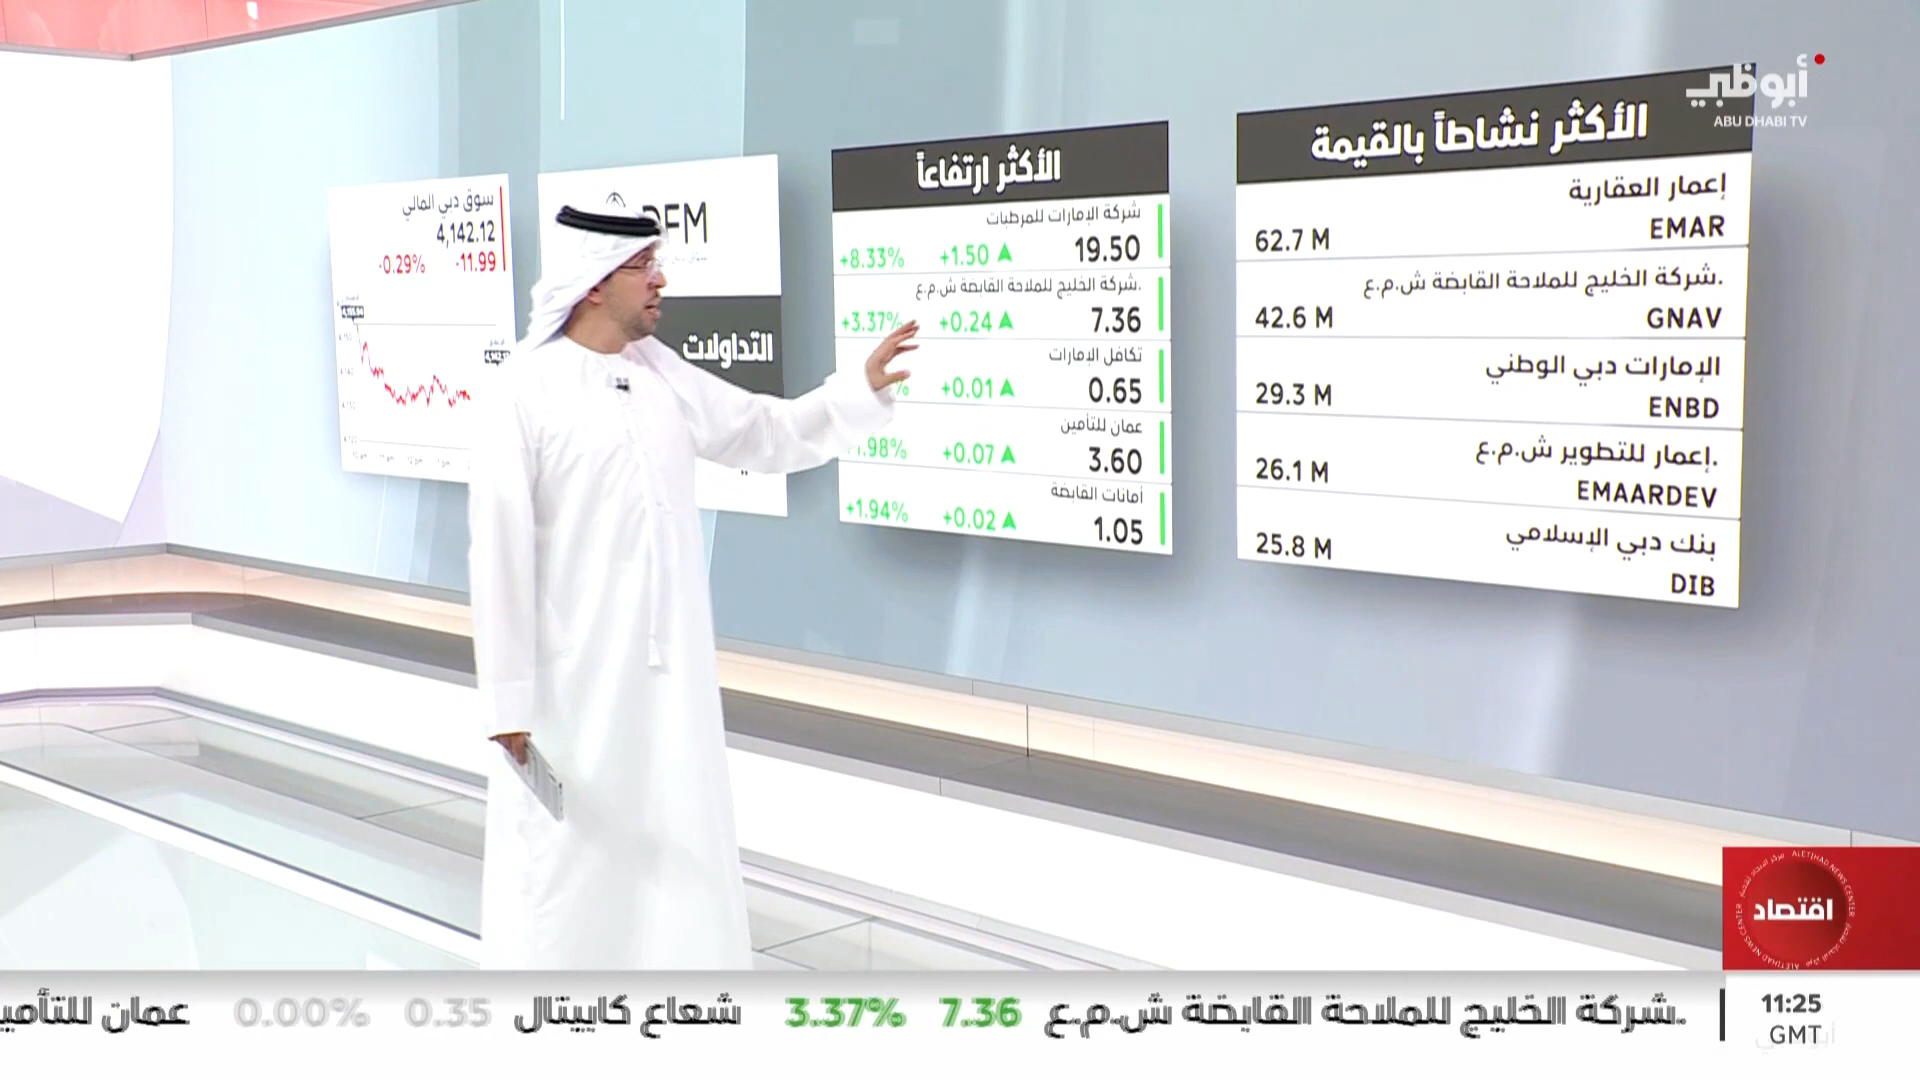 أبوظبي
ABU DHABI TV
الأكثر نشاطاً بالقيمة
إعمار العقارية
EMAR
62.7 M
شركة الخليج للملاحة القابضة ش.م.ع.
GNAV
42.6 M
الإمارات دبي الوطني
ENBD
29.3 M
إعمار للتطوير ش.م.ع.
EMAARDEV
26.1 M
بنك دبي الإسلامي
DIB
25.8 M
الأكثر ارتفاعاً
شركة الإمارات للمرطبات
19.50 ▲ +1.50 +8.33%
شركة الخليج للملاحة القابضة ش.م.ع.
7.36 ▲ +0.24 +3.37%
تكافل الإمارات
0.65 ▲ +0.01
عمان للتأمين
3.60 ▲ +0.07
أمانات القابضة
1.05 ▲ +0.02 +1.94%
التداولات
سوق دبي المالي
4,142.12
-11.99 -0.29%
اقتصاد
ALETIHAD NEWS CENTER
شركة الخليج للملاحة القابضة ش.م.ع. 7.36 3.37% شعاع كابيتال 0.35 0.00% عمان للتأمي
11:25
GMT